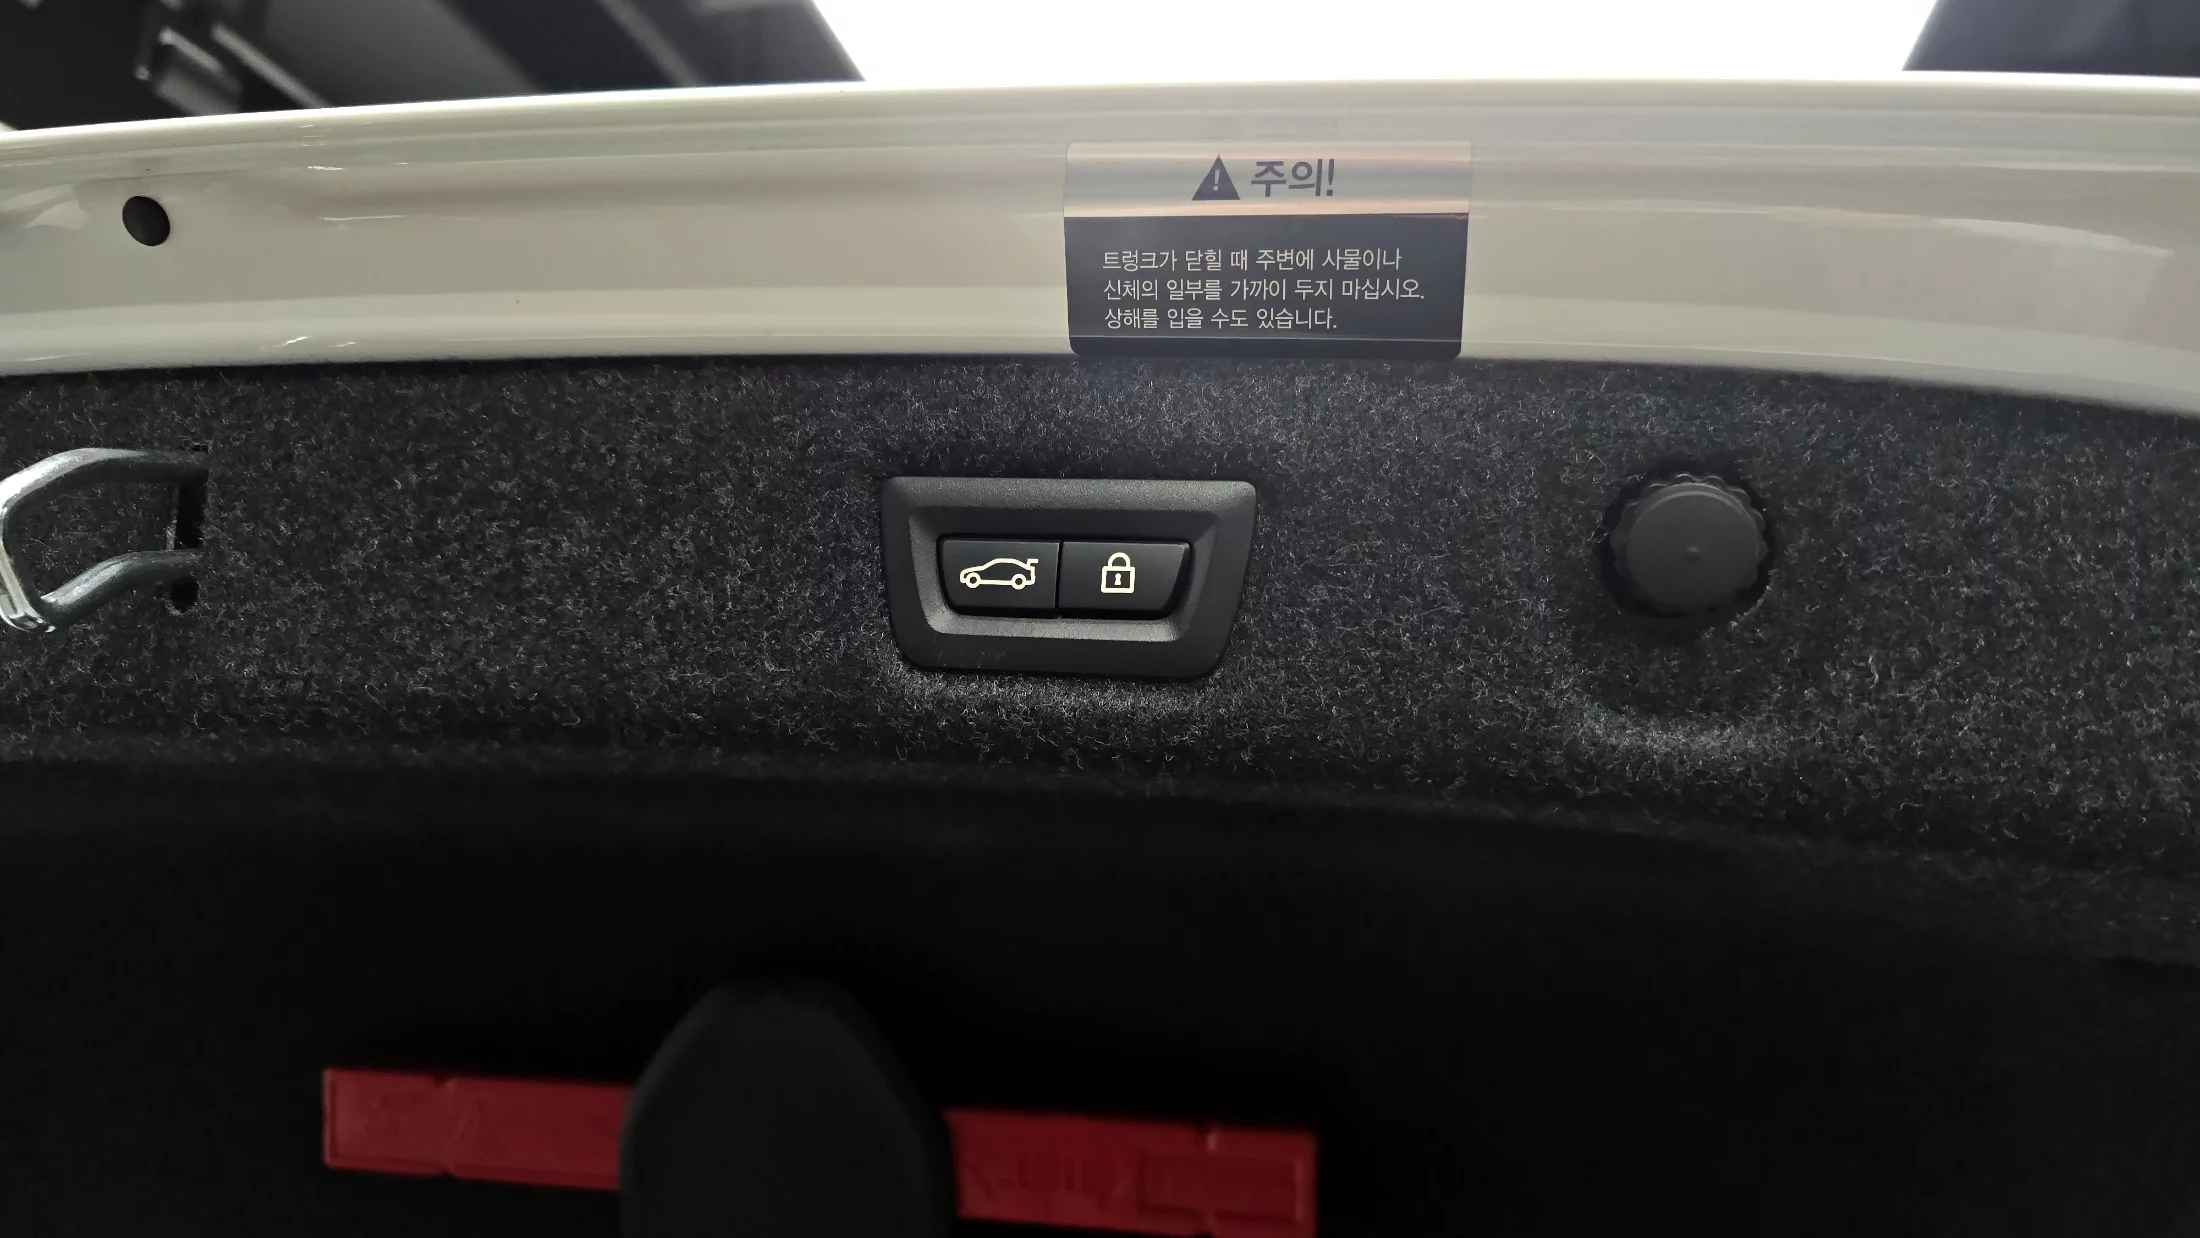 주의!
트렁크가 닫힐 때 주변에 사물이나
신체의 일부를 가까이 두지 마십시오.
상해를 입을 수도 있습니다.